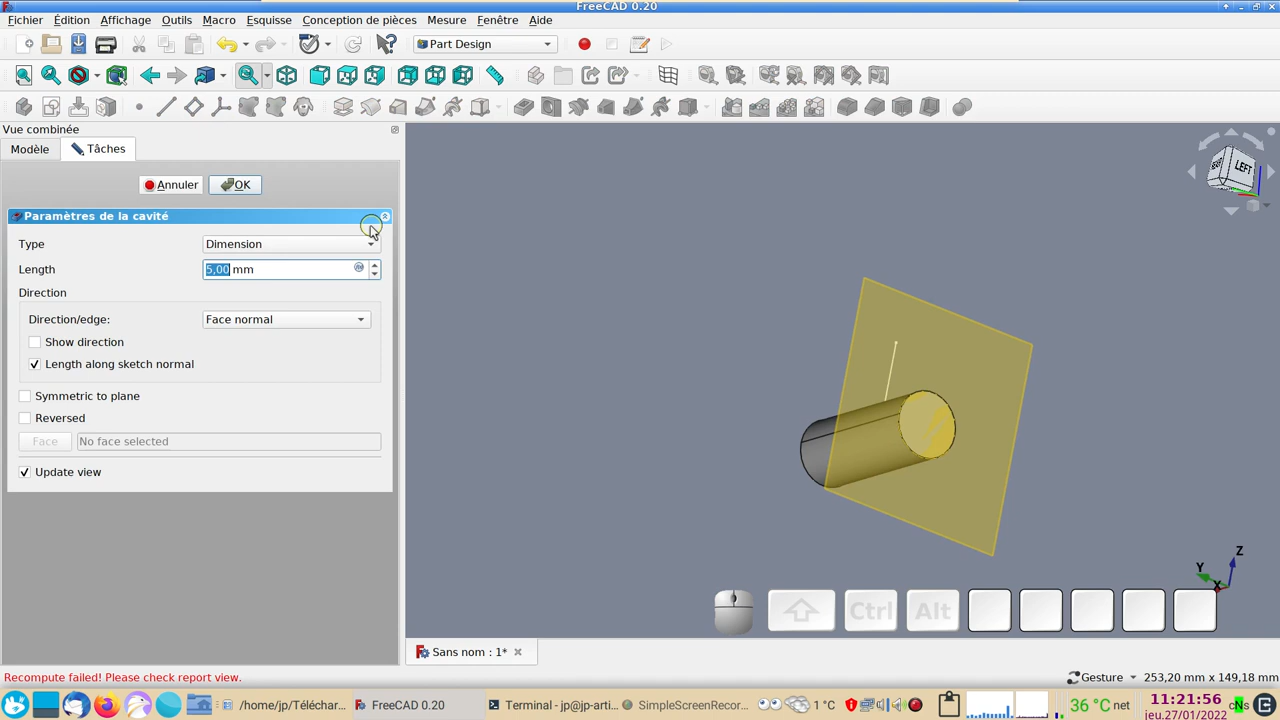 FreeCAD 0.20
Fichier Édition Affichage Outils Macro Esquisse Conception de pièces Mesure Fenêtre Aide
Part Design
Vue combinée
Modèle Tâches
Annuler OK
Paramètres de la cavité
Type Dimension
Length 5,00 mm
Direction
Direction/edge: Face normal
Show direction
Length along sketch normal
Symmetric to plane
Reversed
Face No face selected
Update view
LEFT
Z
Y
X
Ctrl Alt
Sans nom : 1*
Recompute failed! Please check report view.
Gesture 253,20 mm x 149,18 mm
/home/jp/Téléchar... FreeCAD 0.20 Terminal - jp@jp-arti... SimpleScreenRecor... 1 °C 36 °C net 11:21:56
jeu.27/01/2022